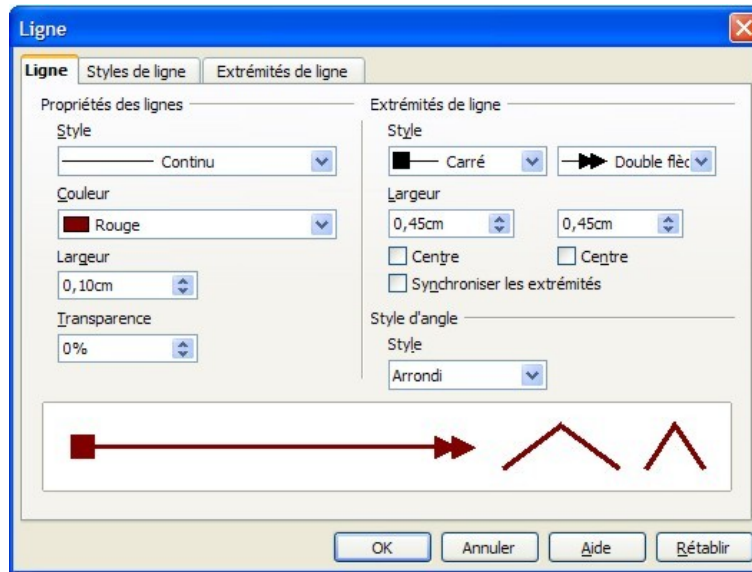 Ligne
Ligne Styles de ligne Extrémités de ligne
Propriétés des lignes
Style
Continu
Couleur
Rouge
Largeur
0,10cm
Transparence
0%
Extrémités de ligne
Style
Carré Double flèc
Largeur
0,45cm 0,45cm
Centre Centre
Synchroniser les extrémités
Style d'angle
Style
Arrondi
OK Annuler Aide Rétablir